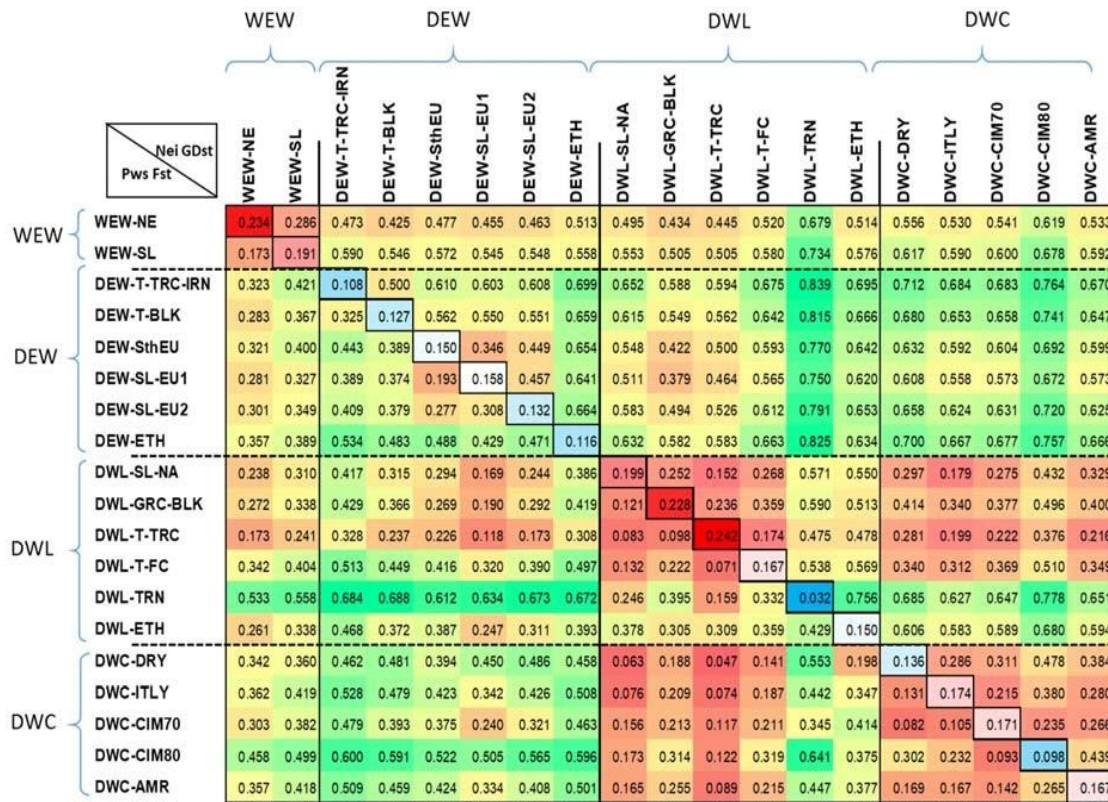 WEW DEW DWL DWC
WEW-NE WEW-SL DEW-T-TRC-IRN DEW-T-BLK DEW-SthEU DEW-SL-EU1 DEW-SL-EU2 DEW-ETH DWL-SL-NA DWL-GRC-BLK DWL-T-TRC DWL-T-FC DWL-TRN DWL-ETH DWC-DRY DWC-ITLY DWC-CIM70 DWC-CIM80 DWC-AMR
Nei GDst
Pws Fst
WEW
WEW-NE 0.234 0.286 0.473 0.425 0.477 0.455 0.463 0.513 0.495 0.434 0.445 0.520 0.679 0.514 0.556 0.530 0.541 0.619 0.533
WEW-SL 0.173 0.191 0.590 0.546 0.572 0.545 0.548 0.558 0.553 0.505 0.505 0.580 0.734 0.576 0.617 0.590 0.600 0.678 0.592
DEW
DEW-T-TRC-IRN 0.323 0.421 0.108 0.500 0.610 0.603 0.608 0.699 0.652 0.588 0.594 0.675 0.839 0.695 0.712 0.684 0.683 0.764 0.670
DEW-T-BLK 0.283 0.367 0.325 0.127 0.562 0.550 0.551 0.659 0.615 0.549 0.562 0.642 0.815 0.666 0.680 0.653 0.658 0.741 0.647
DEW-SthEU 0.321 0.400 0.443 0.389 0.150 0.346 0.449 0.654 0.548 0.422 0.500 0.593 0.770 0.642 0.632 0.592 0.604 0.692 0.599
DEW-SL-EU1 0.281 0.327 0.389 0.374 0.193 0.158 0.457 0.641 0.511 0.379 0.464 0.565 0.750 0.620 0.608 0.558 0.573 0.672 0.573
DEW-SL-EU2 0.301 0.349 0.409 0.379 0.277 0.308 0.132 0.664 0.583 0.494 0.526 0.612 0.791 0.653 0.658 0.624 0.631 0.720 0.625
DEW-ETH 0.357 0.389 0.534 0.483 0.488 0.429 0.471 0.116 0.632 0.582 0.583 0.663 0.825 0.634 0.700 0.667 0.677 0.757 0.666
DWL
DWL-SL-NA 0.238 0.310 0.417 0.315 0.294 0.169 0.244 0.386 0.199 0.252 0.152 0.268 0.571 0.550 0.297 0.179 0.275 0.432 0.329
DWL-GRC-BLK 0.272 0.338 0.429 0.366 0.269 0.190 0.292 0.419 0.121 0.228 0.236 0.359 0.590 0.513 0.414 0.340 0.377 0.496 0.400
DWL-T-TRC 0.173 0.241 0.328 0.237 0.226 0.118 0.173 0.308 0.083 0.098 0.242 0.174 0.475 0.478 0.281 0.199 0.222 0.376 0.216
DWL-T-FC 0.342 0.404 0.513 0.449 0.416 0.320 0.390 0.497 0.132 0.222 0.071 0.167 0.538 0.569 0.340 0.312 0.369 0.510 0.349
DWL-TRN 0.533 0.558 0.684 0.688 0.612 0.634 0.673 0.672 0.246 0.395 0.159 0.332 0.032 0.756 0.685 0.627 0.647 0.778 0.651
DWL-ETH 0.261 0.338 0.468 0.372 0.387 0.247 0.311 0.393 0.378 0.305 0.309 0.359 0.429 0.150 0.606 0.583 0.589 0.680 0.594
DWC
DWC-DRY 0.342 0.360 0.462 0.481 0.394 0.450 0.486 0.458 0.063 0.188 0.047 0.141 0.553 0.198 0.136 0.286 0.311 0.478 0.384
DWC-ITLY 0.362 0.419 0.528 0.479 0.423 0.342 0.426 0.508 0.076 0.209 0.074 0.187 0.442 0.347 0.131 0.174 0.215 0.380 0.280
DWC-CIM70 0.303 0.382 0.479 0.393 0.375 0.240 0.321 0.463 0.156 0.213 0.117 0.211 0.345 0.414 0.082 0.105 0.171 0.235 0.266
DWC-CIM80 0.458 0.499 0.600 0.591 0.522 0.505 0.565 0.596 0.173 0.314 0.122 0.319 0.641 0.375 0.302 0.232 0.093 0.098 0.435
DWC-AMR 0.357 0.418 0.509 0.459 0.424 0.334 0.408 0.501 0.165 0.255 0.089 0.215 0.447 0.377 0.169 0.167 0.142 0.265 0.167